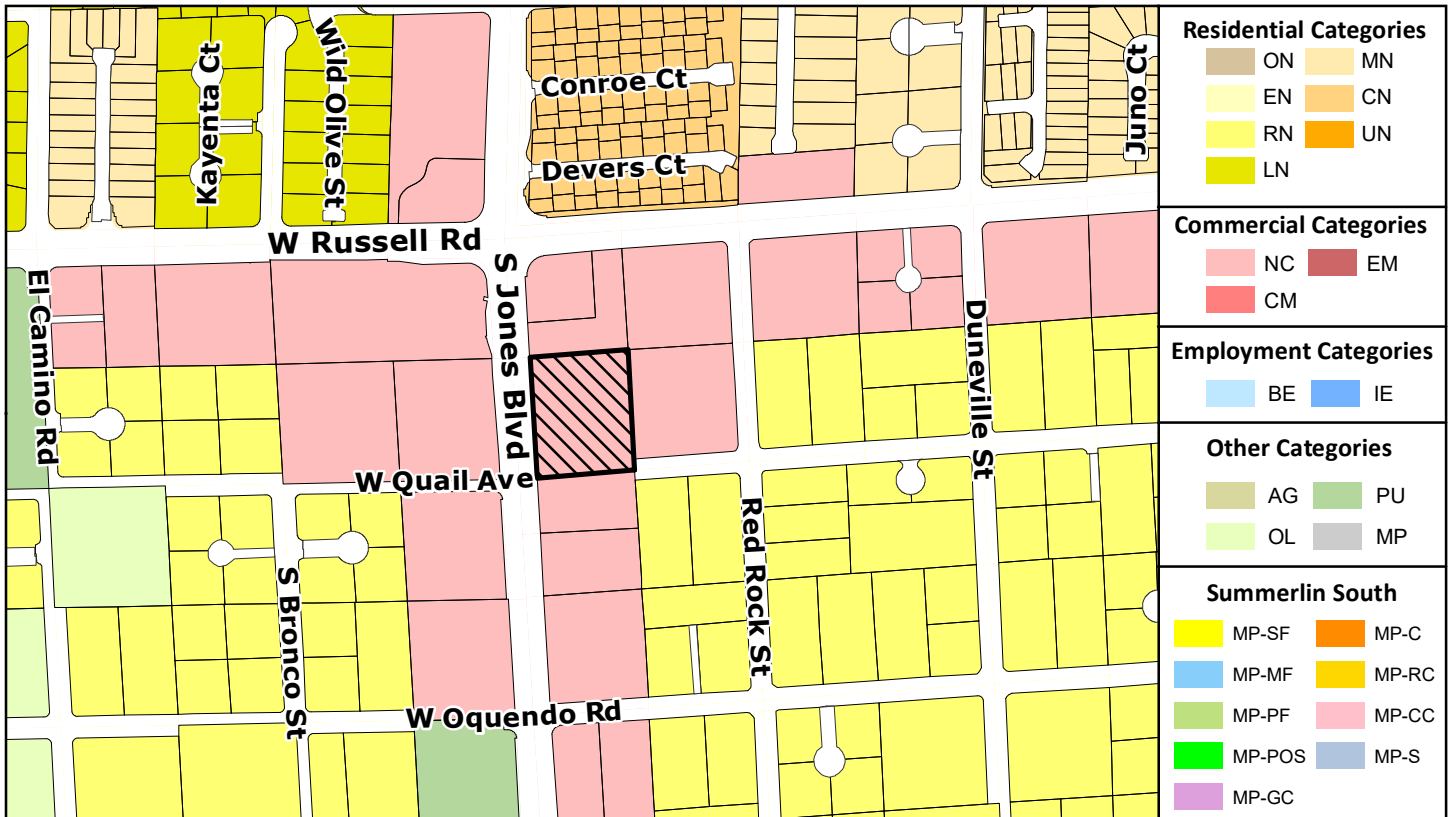 Kayenta Ct
Wild Olive St
Conroe Ct
Devers Ct
Juno Ct
W Russell Rd
El Camino Rd
S Jones Blvd
Duneville St
W Quail Ave
Red Rock St
S Bronco St
W Oquendo Rd
Residential Categories
ON MN
EN CN
RN UN
LN
Commercial Categories
NC EM
CM
Employment Categories
BE IE
Other Categories
AG PU
OL MP
Summerlin South
MP-SF MP-C
MP-MF MP-RC
MP-PF MP-CC
MP-POS MP-S
MP-GC